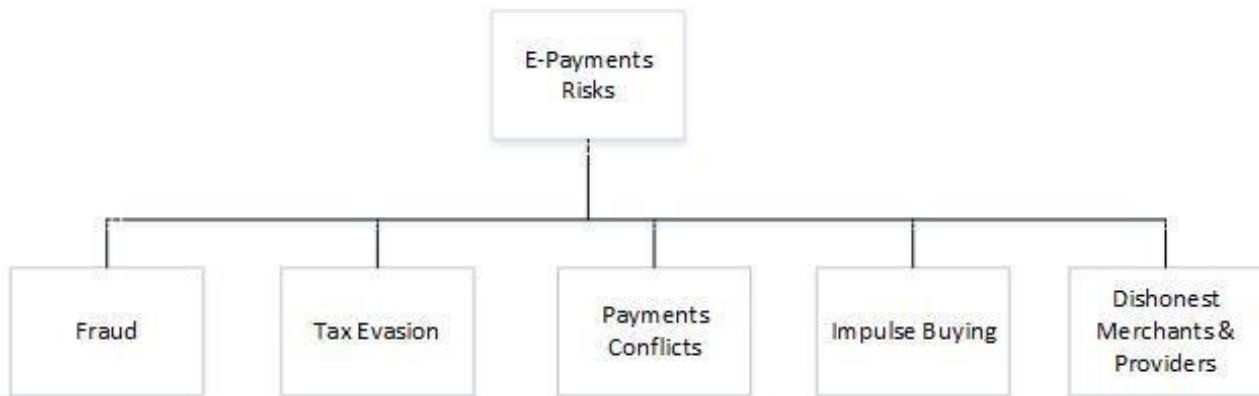 E-Payments
Risks
Fraud
Tax Evasion
Payments
Conflicts
Impulse Buying
Dishonest
Merchants &
Providers